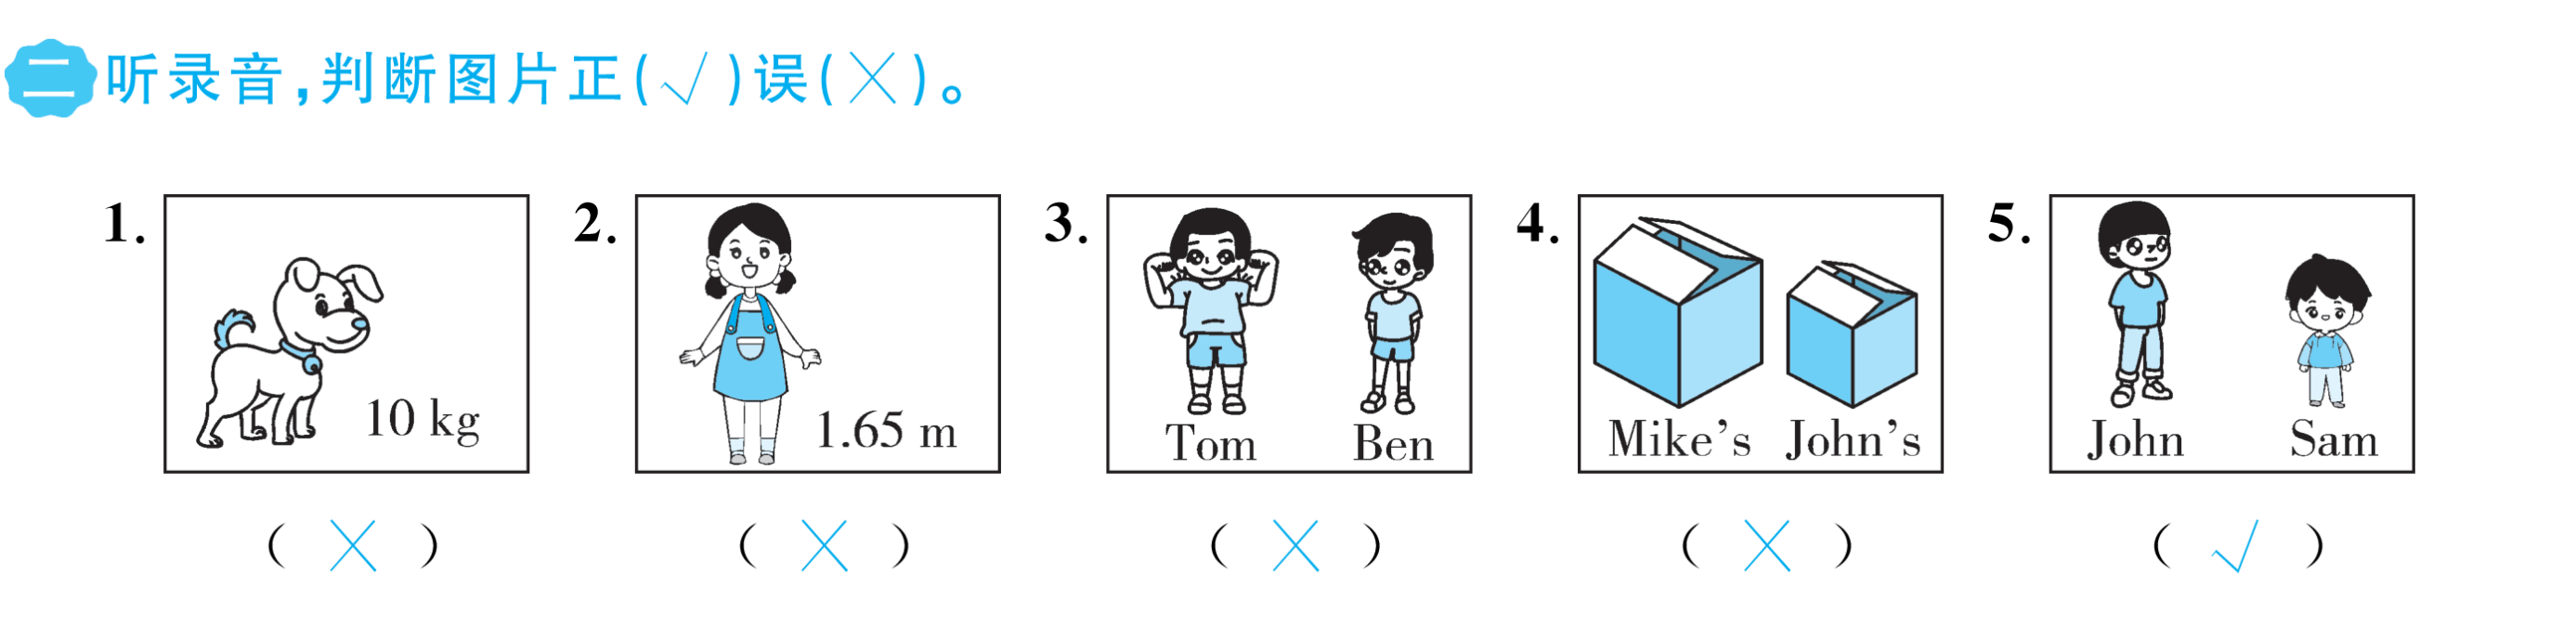 二 听录音,判断图片正(√)误(×)。
1. 2. 3. 4. 5.
10 kg 1.65 m Tom Ben Mike's John's John Sam
( × ) ( × ) ( × ) ( × ) ( √ )